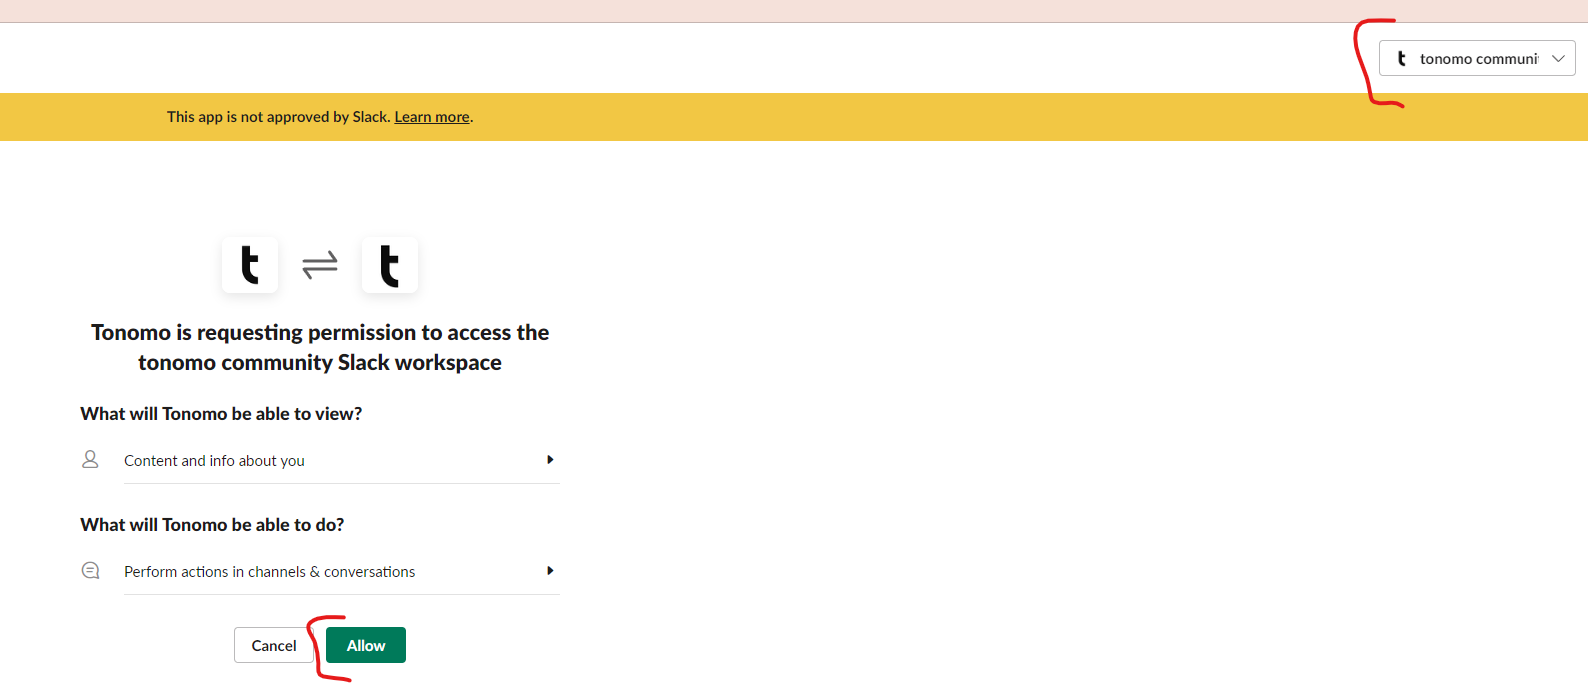 t tonomo communi
This app is not approved by Slack. Learn more.
t t
Tonomo is requesting permission to access the
tonomo community Slack workspace
What will Tonomo be able to view?
Content and info about you
What will Tonomo be able to do?
Perform actions in channels & conversations
Cancel Allow